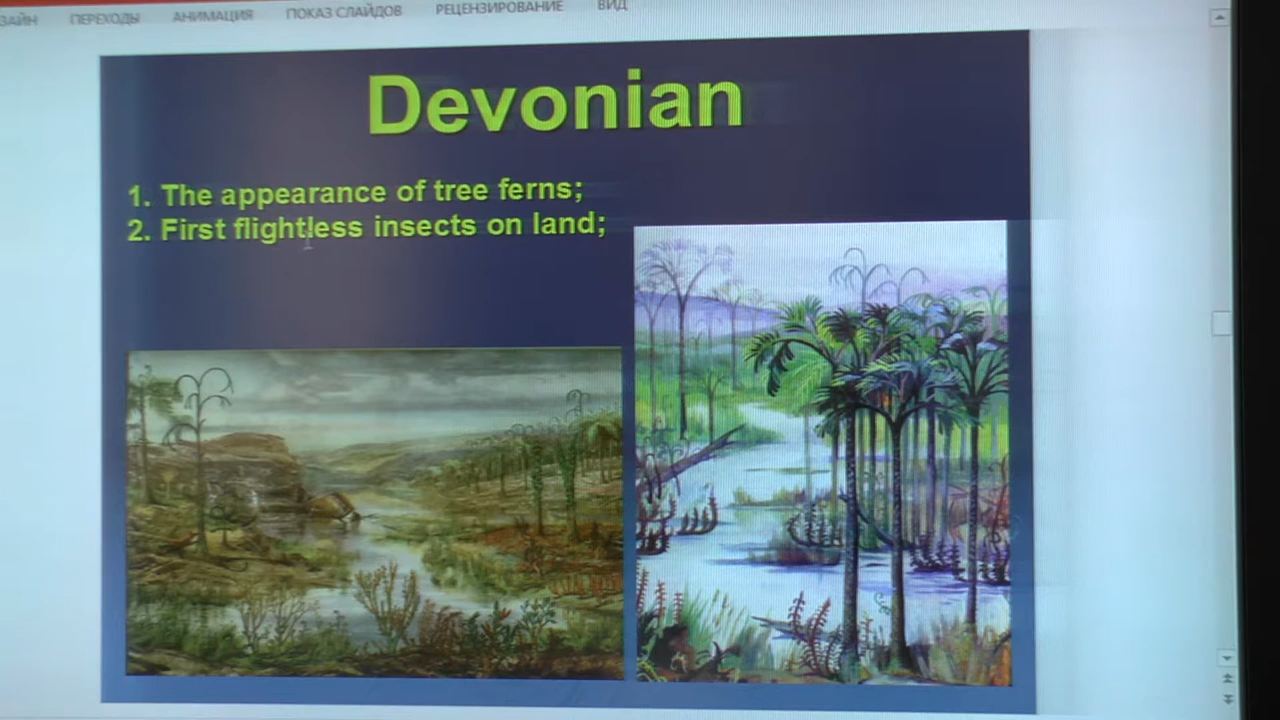 ЗАЙН ПЕРЕХОДЫ АНИМАЦИЯ ПОКАЗ СЛАЙДОВ РЕЦЕНЗИРОВАНИЕ ВИД
Devonian
1. The appearance of tree ferns;
2. First flightless insects on land;